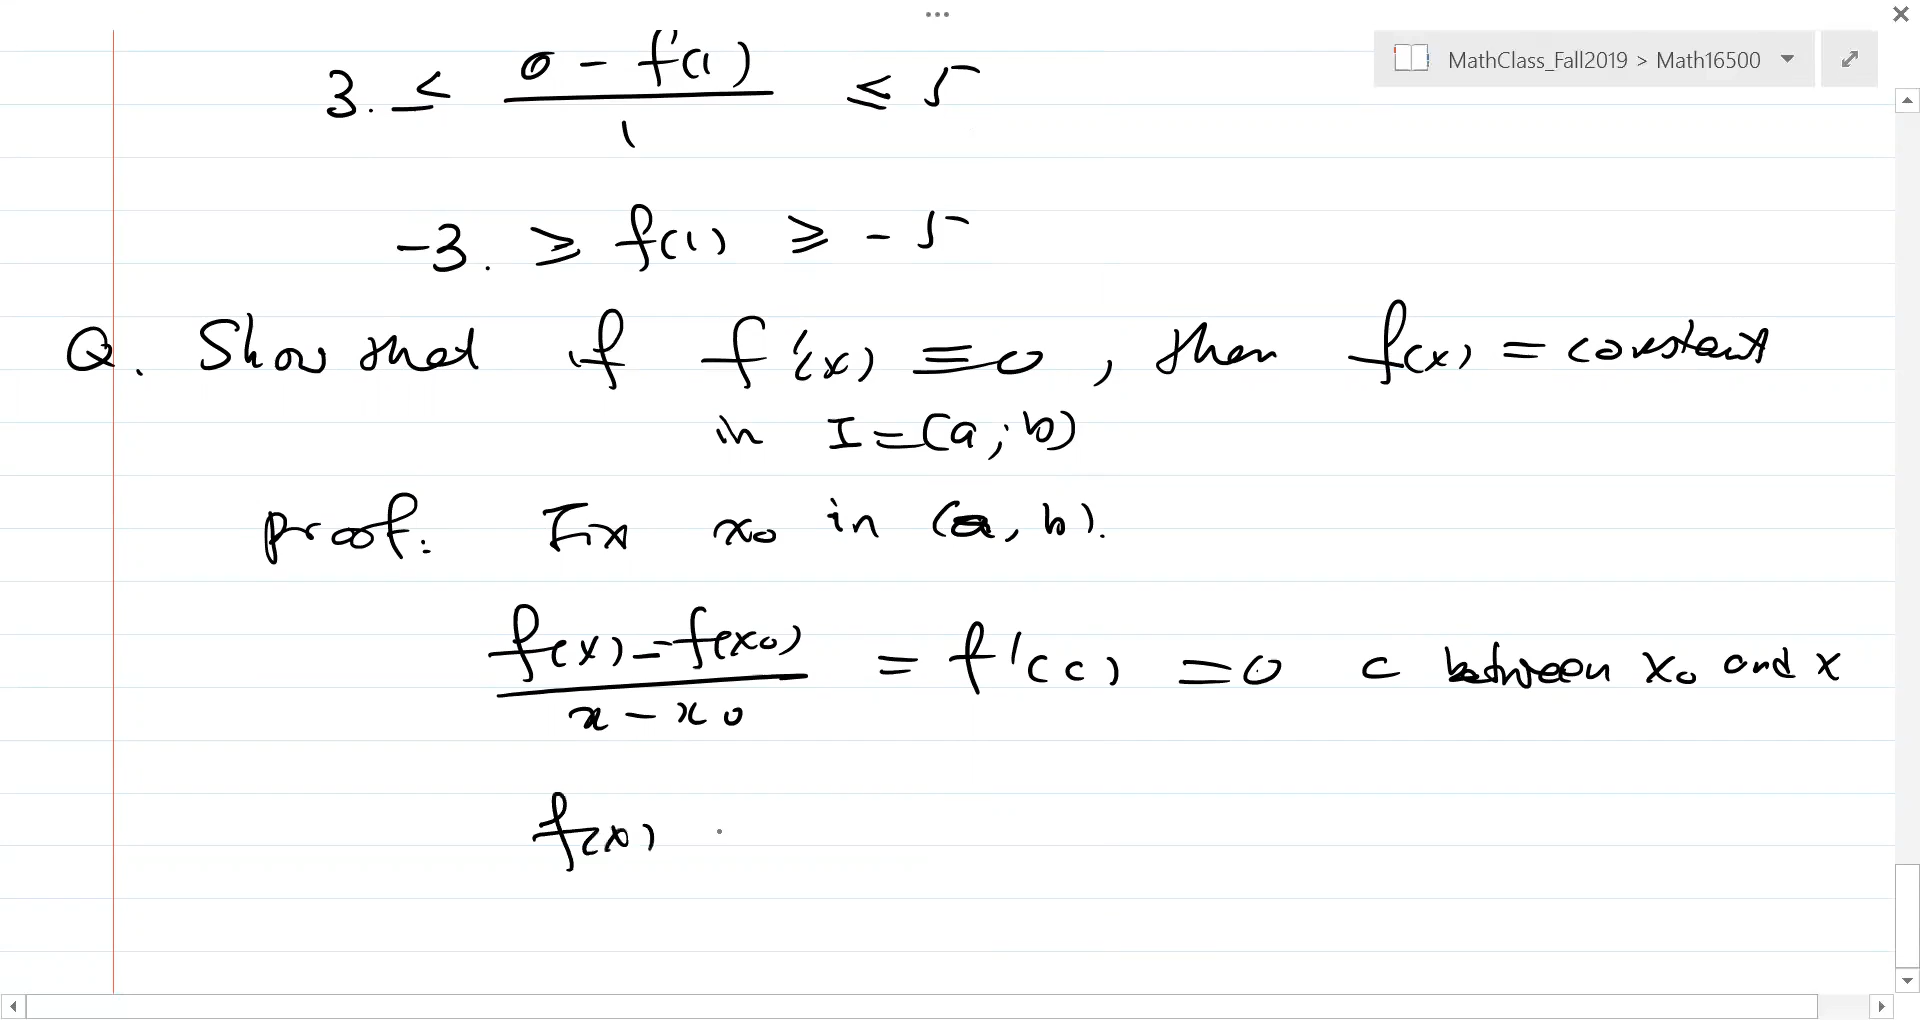 MathClass_Fall2019 > Math16500
3. ≤ (0 - f(1)) / 1 ≤ 5
-3. ≥ f(1) ≥ -5
Q. Show that if f'(x) ≡ 0, then f(x) = constant
in I = (a; b)
proof: Fix x₀ in (a, b).
(f(x) - f(x₀)) / (x - x₀) = f'(c) = 0 c between x₀ and x
f(x)